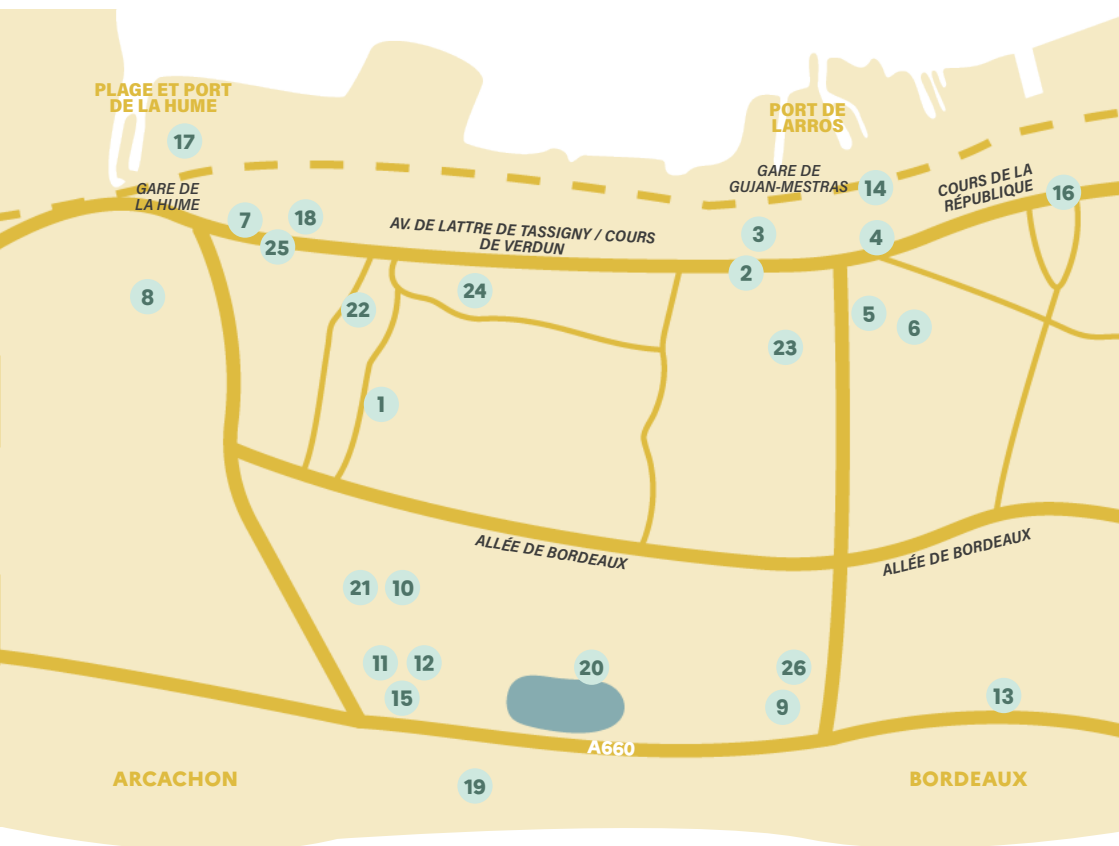 PLAGE ET PORT
DE LA HUME
17
PORT DE
LARROS
GARE DE
LA HUME
GARE DE
GUJAN-MESTRAS
14
COURS DE LA
RÉPUBLIQUE
16
7
18
25
AV. DE LATTRE DE TASSIGNY / COURS
DE VERDUN
3
4
2
8
24
22
5
6
23
1
ALLÉE DE BORDEAUX
ALLÉE DE BORDEAUX
21
10
11
12
15
20
26
9
13
A660
ARCACHON
19
BORDEAUX